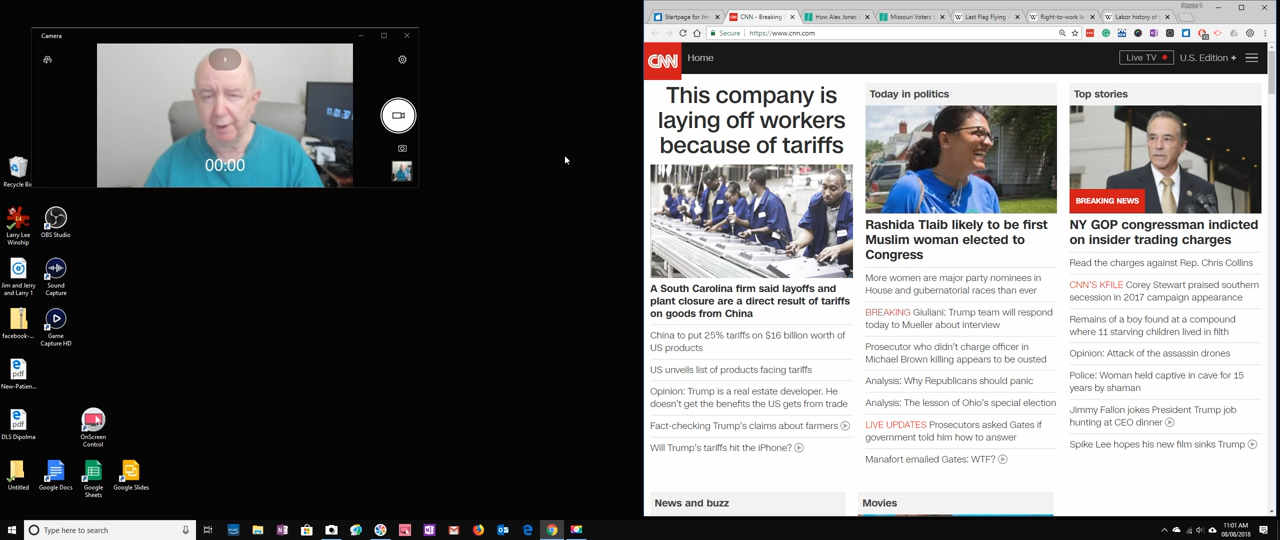 Camera
00:00
Recycle Bin
Larry Lee
Winship
OBS Studio
Jim and Jerry
and Larry 1
Sound
Capture
facebook-...
Game
Capture HD
New-Patien...
DLS Dipolma
OnScreen
Control
Untitled
Google Docs
Google
Sheets
Google Slides
Type here to search
Startpage for Jim
CNN - Breaking
How Alex Jones
Missouri Voters
Last Flag Flying -
Right-to-work la
Labor history of
Secure
https://www.cnn.com
CNN
Home
Live TV
U.S. Edition +
This company is
laying off workers
because of tariffs
A South Carolina firm said layoffs and
plant closure are a direct result of tariffs
on goods from China
China to put 25% tariffs on $16 billion worth of
US products
US unveils list of products facing tariffs
Opinion: Trump is a real estate developer. He
doesn't get the benefits the US gets from trade
Fact-checking Trump's claims about farmers
Will Trump's tariffs hit the iPhone?
Today in politics
Rashida Tlaib likely to be first
Muslim woman elected to
Congress
More women are major party nominees in
House and gubernatorial races than ever
BREAKING Giuliani: Trump team will respond
today to Mueller about interview
Prosecutor who didn't charge officer in
Michael Brown killing appears to be ousted
Analysis: Why Republicans should panic
Analysis: The lesson of Ohio's special election
LIVE UPDATES Prosecutors asked Gates if
government told him how to answer
Manafort emailed Gates: WTF?
Top stories
BREAKING NEWS
NY GOP congressman indicted
on insider trading charges
Read the charges against Rep. Chris Collins
CNN'S KFILE Corey Stewart praised southern
secession in 2017 campaign appearance
Remains of a boy found at a compound
where 11 starving children lived in filth
Opinion: Attack of the assassin drones
Police: Woman held captive in cave for 15
years by shaman
Jimmy Fallon jokes President Trump job
hunting at CEO dinner
Spike Lee hopes his new film sinks Trump
News and buzz
Movies
11:01 AM
08/08/2018